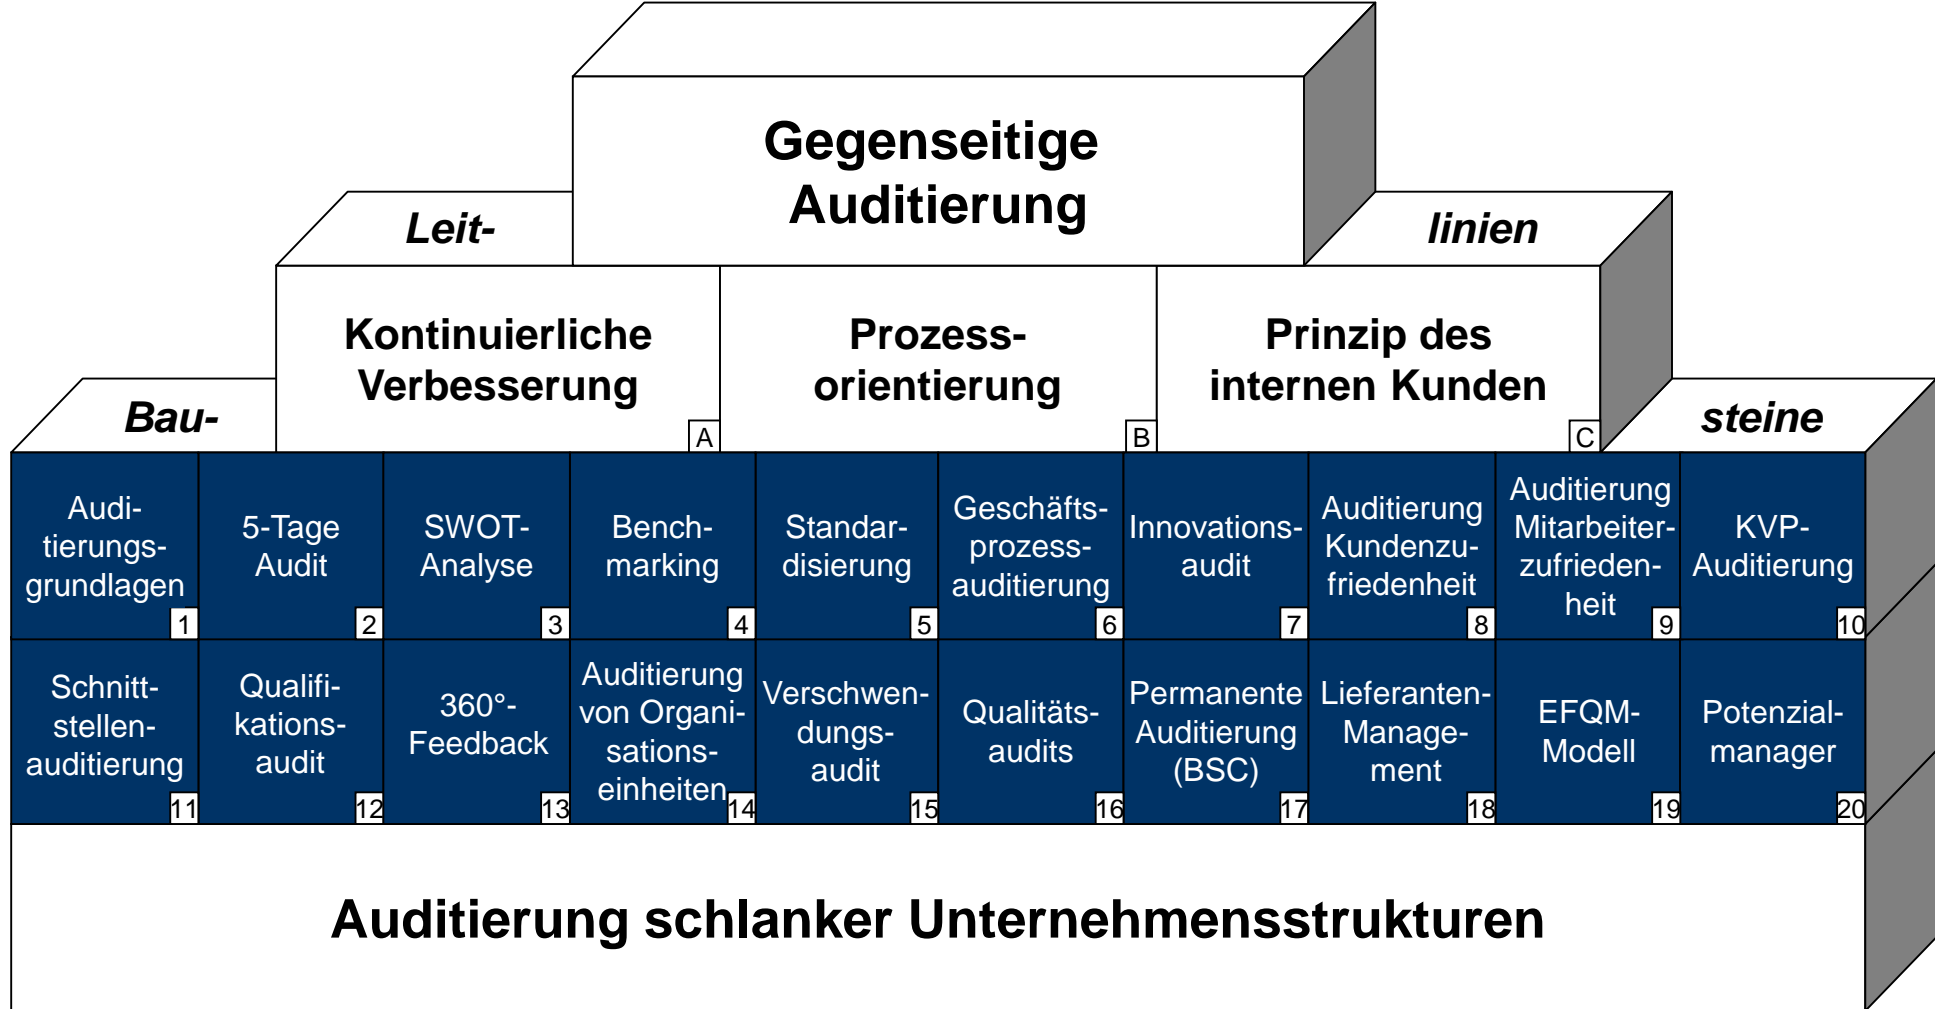 Gegenseitige
Auditierung
Leit-
linien
Kontinuierliche
Verbesserung
A
Prozess-
orientierung
B
Prinzip des
internen Kunden
C
Bau-
steine
Audi-
tierungs-
grundlagen
1
5-Tage
Audit
2
SWOT-
Analyse
3
Bench-
marking
4
Standar-
disierung
5
Geschäfts-
prozess-
auditierung
6
Innovations-
audit
7
Auditierung
Kundenzu-
friedenheit
8
Auditierung
Mitarbeiter-
zufrieden-
heit
9
KVP-
Auditierung
10
Schnitt-
stellen-
auditierung
11
Qualifi-
kations-
audit
12
360°-
Feedback
13
Auditierung
von Organi-
sations-
einheiten
14
Verschwen-
dungs-
audit
15
Qualitäts-
audits
16
Permanente
Auditierung
(BSC)
17
Lieferanten-
Manage-
ment
18
EFQM-
Modell
19
Potenzial-
manager
20
Auditierung schlanker Unternehmensstrukturen